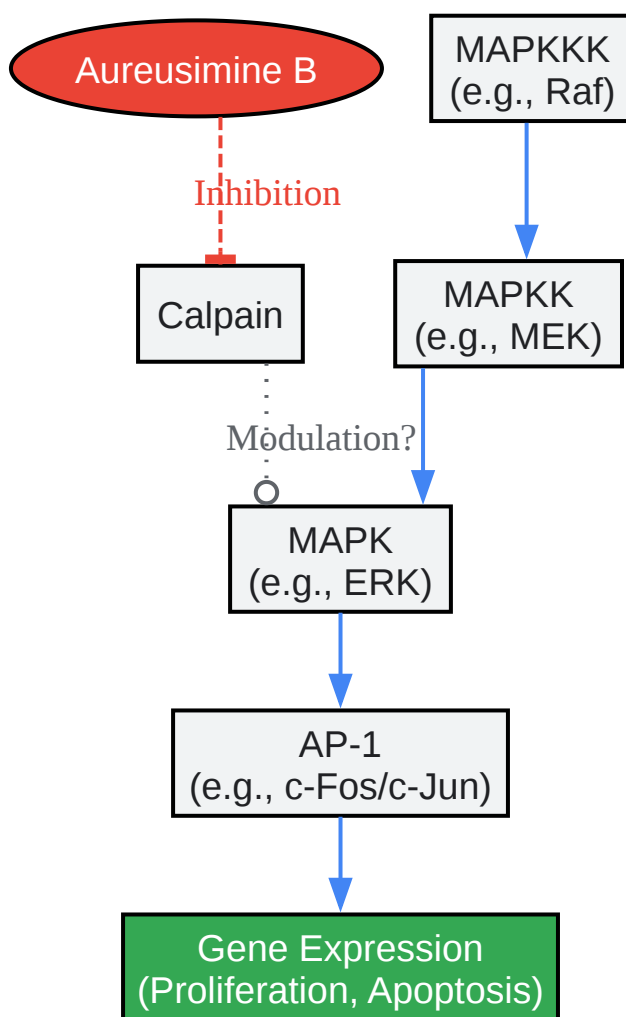 Aureusimine B
MAPKKK
(e.g., Raf)
Inhibition
Calpain
MAPKK
(e.g., MEK)
Modulation?
MAPK
(e.g., ERK)
AP-1
(e.g., c-Fos/c-Jun)
Gene Expression
(Proliferation, Apoptosis)